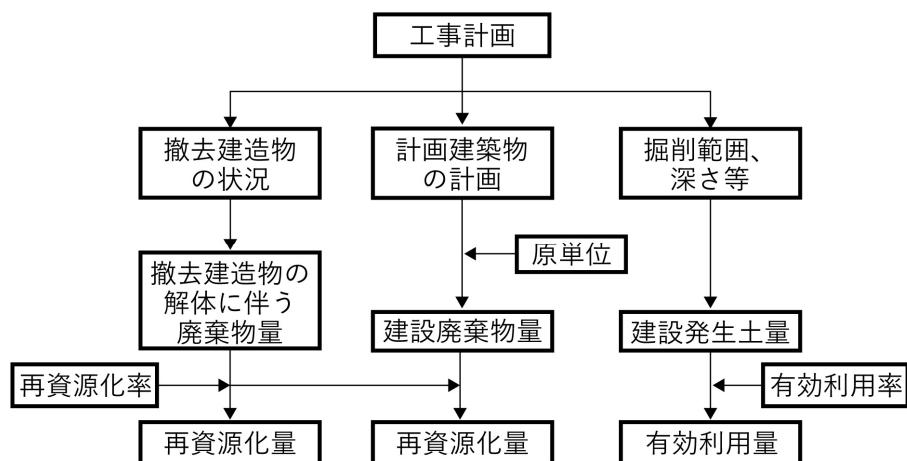 工事計画
撤去建造物
の状況
計画建築物
の計画
掘削範囲、
深さ等
原単位
撤去建造物の
解体に伴う
廃棄物量
建設廃棄物量
建設発生土量
再資源化率
有効利用率
再資源化量
再資源化量
有効利用量